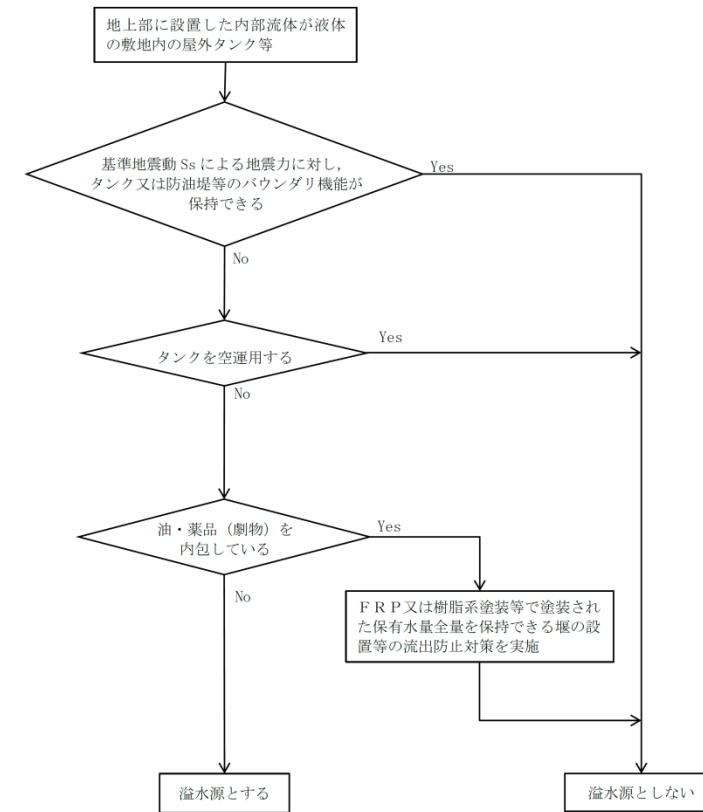 地上部に設置した内部流体が液体
の敷地内の屋外タンク等
基準地震動 Ss による地震力に対し，
タンク又は防油堤等のバウンダリ機能が
保持できる
Yes
No
タンクを空運用する
Yes
No
油・薬品（劇物）を
内包している
Yes
No
ＦＲＰ又は樹脂系塗装等で塗装され
た保有水量全量を保持できる堰の設
置等の流出防止対策を実施
溢水源とする
溢水源としない